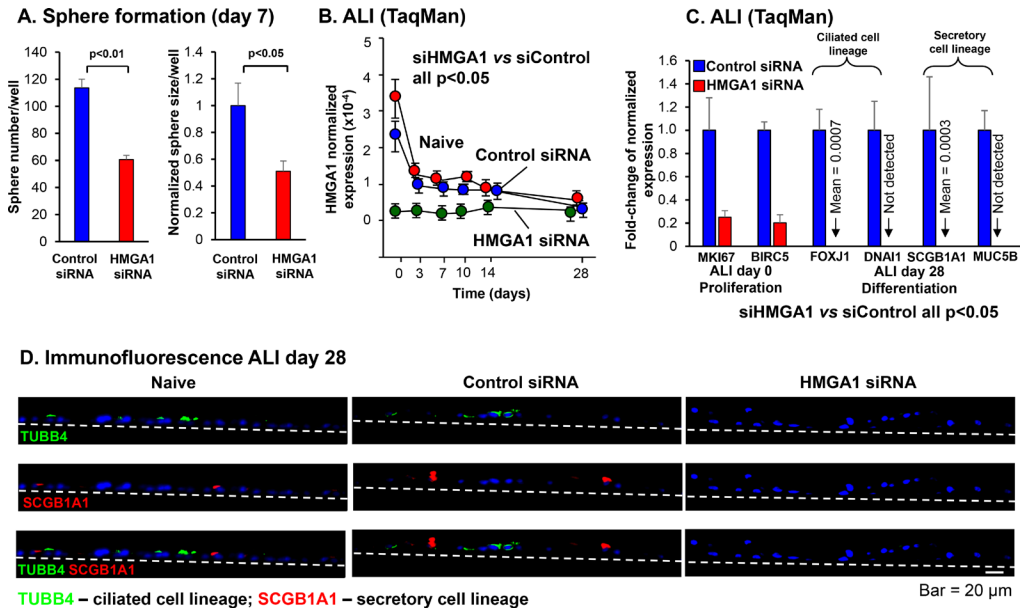 A. Sphere formation (day 7)
p<0.01
Sphere number/well
140
120
100
80
60
40
20
0
Control siRNA
HMGA1 siRNA
p<0.05
Normalized sphere size/well
1.4
1.2
1
0.8
0.6
0.4
0.2
0
Control siRNA
HMGA1 siRNA
B. ALI (TaqMan)
siHMGA1 vs siControl
all p<0.05
HMGA1 normalized
expression (x10-4)
5
4
3
2
1
0
Naive
Control siRNA
HMGA1 siRNA
0 3 7 10 14 28
Time (days)
C. ALI (TaqMan)
Ciliated cell
lineage
Secretory
cell lineage
Control siRNA
HMGA1 siRNA
Fold-change of normalized
expression
1.6
1.4
1.2
1
0.8
0.6
0.4
0.2
0
Mean = 0.0007
Not detected
Mean = 0.0003
Not detected
MKI67 BIRC5 FOXJ1 DNAI1 SCGB1A1 MUC5B
ALI day 0
Proliferation
ALI day 28
Differentiation
siHMGA1 vs siControl all p<0.05
D. Immunofluorescence ALI day 28
Naive
Control siRNA
HMGA1 siRNA
TUBB4
SCGB1A1
TUBB4 SCGB1A1
TUBB4 – ciliated cell lineage; SCGB1A1 – secretory cell lineage
Bar = 20 µm